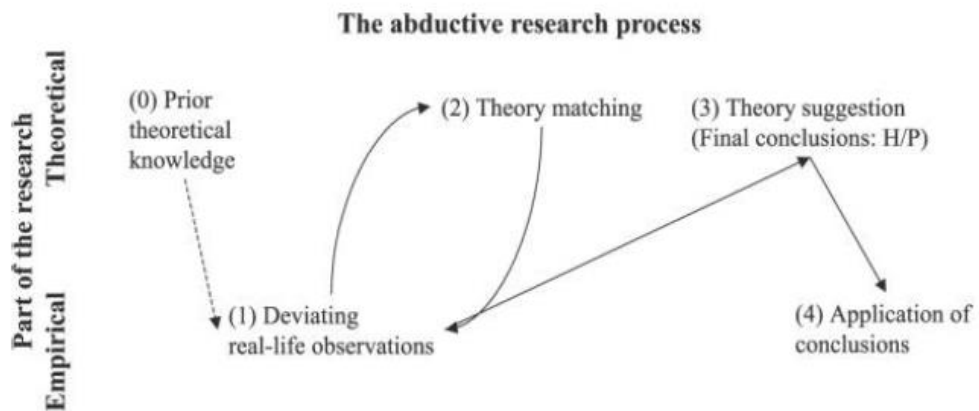 The abductive research process
Part of the research
Theoretical
Empirical
(0) Prior
theoretical
knowledge
(2) Theory matching
(3) Theory suggestion
(Final conclusions: H/P)
(1) Deviating
real-life observations
(4) Application of
conclusions